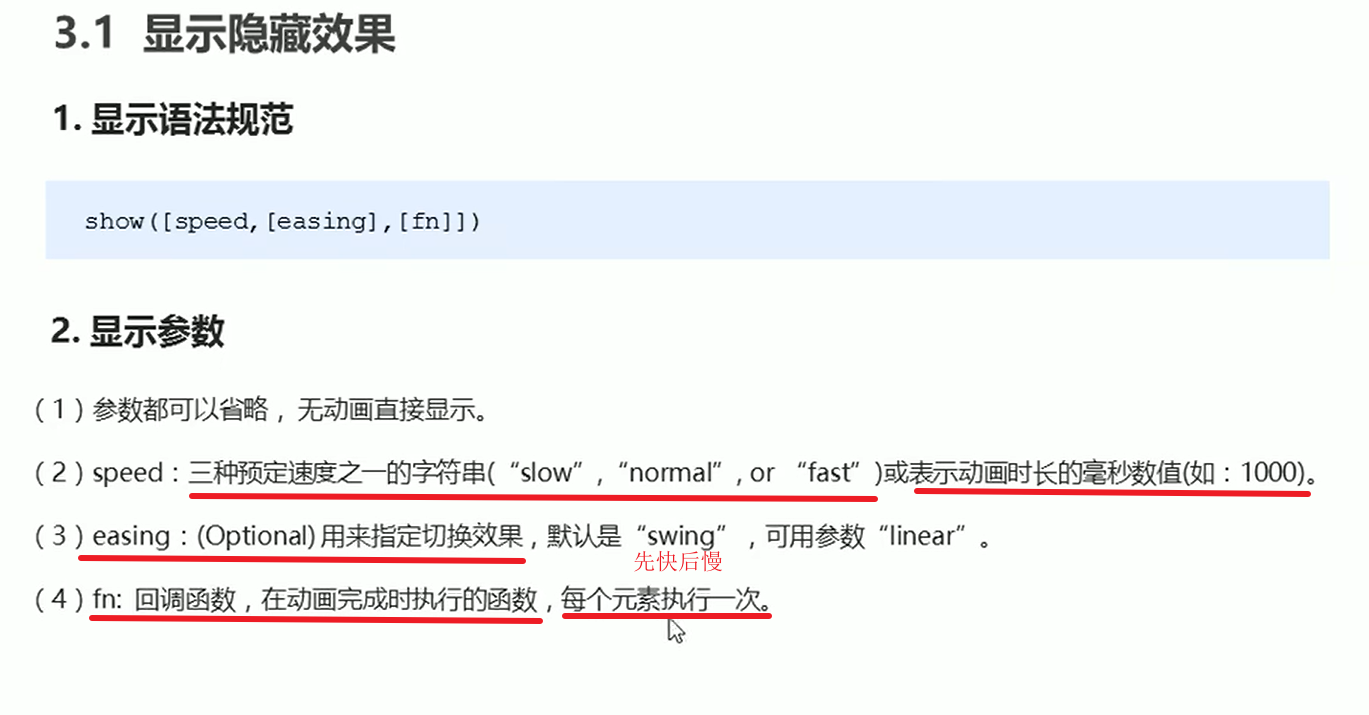 3.1 显示隐藏效果
1. 显示语法规范
show([speed,[easing],[fn]])
2. 显示参数
（1）参数都可以省略，无动画直接显示。
（2）speed：三种预定速度之一的字符串(“slow”,“normal”, or “fast”)或表示动画时长的毫秒数值(如：1000)。
（3）easing：(Optional) 用来指定切换效果，默认是“swing”，可用参数“linear”。
先快后慢
（4）fn: 回调函数，在动画完成时执行的函数，每个元素执行一次。